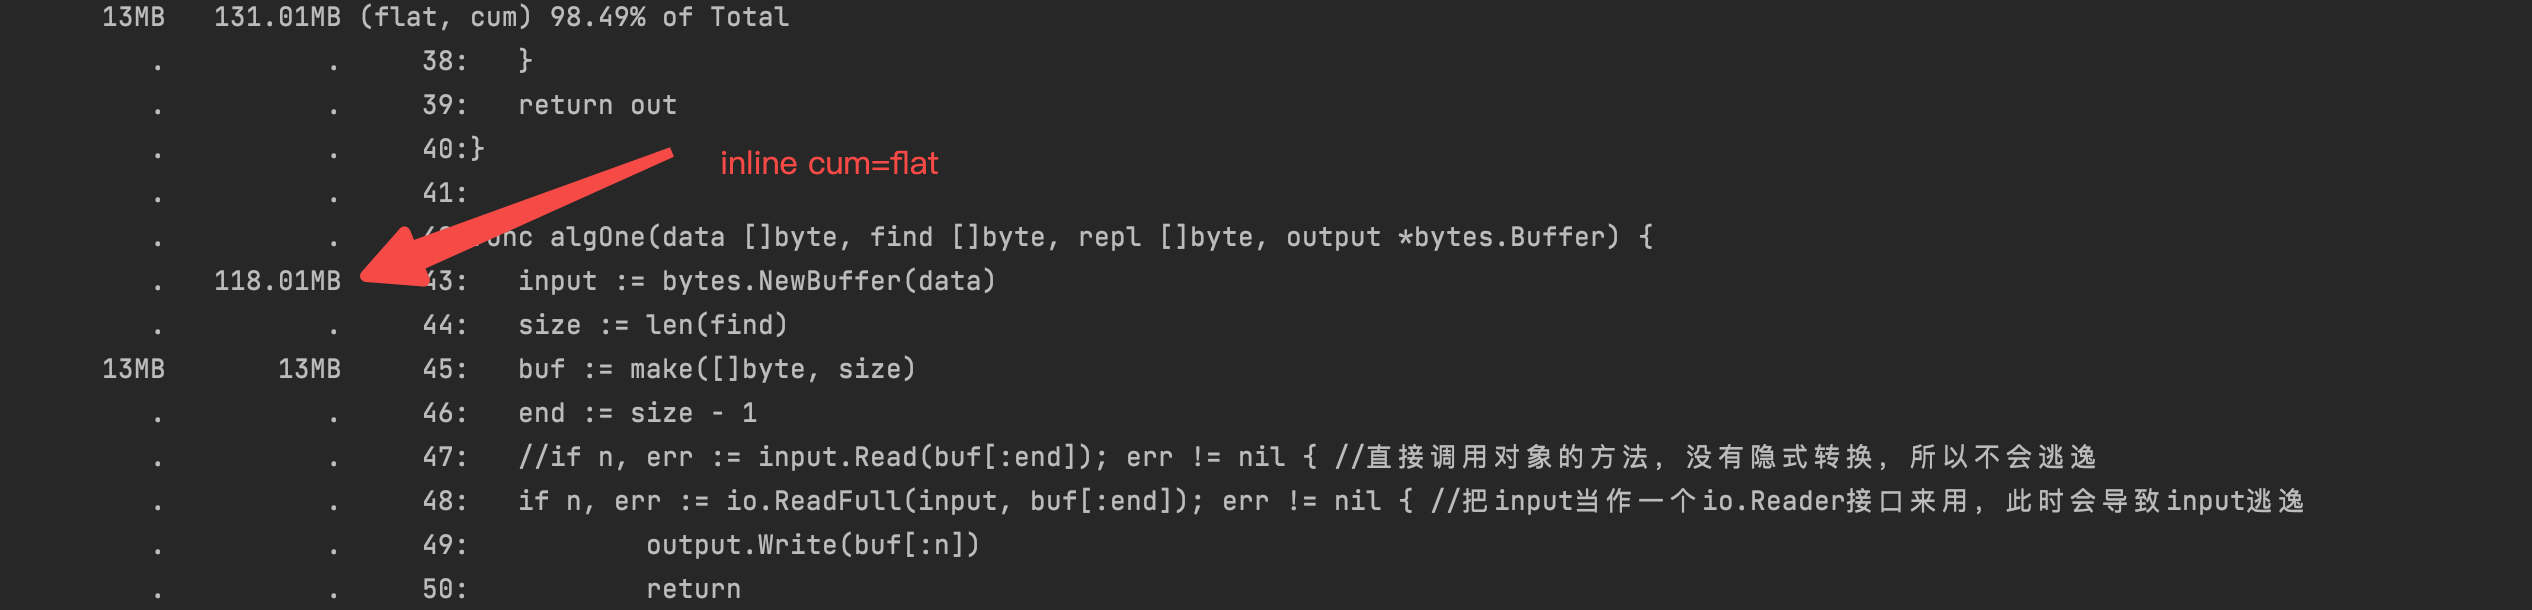 13MB   131.01MB (flat, cum) 98.49% of Total
.          .     38:   }
.          .     39:   return out
.          .     40:}
inline cum=flat
.          .     41:
.          .     func algOne(data []byte, find []byte, repl []byte, output *bytes.Buffer) {
.   118.01MB     43:   input := bytes.NewBuffer(data)
.          .     44:   size := len(find)
13MB       13MB     45:   buf := make([]byte, size)
.          .     46:   end := size - 1
.          .     47:   //if n, err := input.Read(buf[:end]); err != nil { //直接调用对象的方法，没有隐式转换，所以不会逃逸
.          .     48:   if n, err := io.ReadFull(input, buf[:end]); err != nil { //把input当作一个io.Reader接口来用，此时会导致input逃逸
.          .     49:           output.Write(buf[:n])
.          .     50:           return